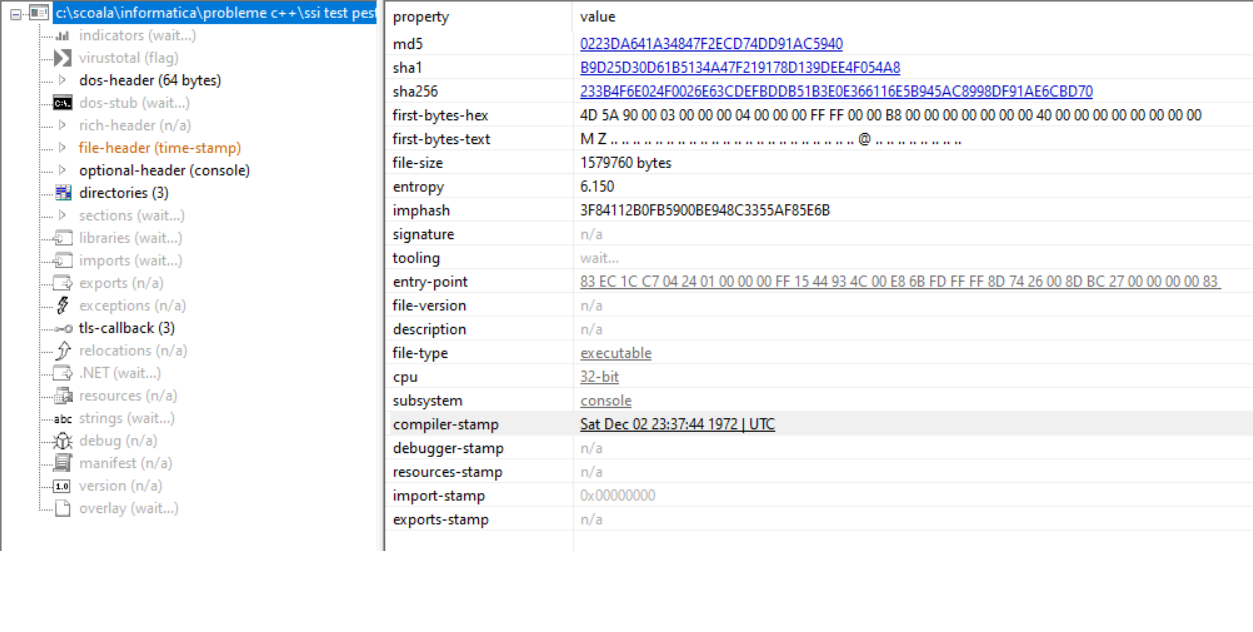 c:\scoala\informatica\probleme c++\ssi test pest
indicators (wait...)
virustotal (flag)
dos-header (64 bytes)
dos-stub (wait...)
rich-header (n/a)
file-header (time-stamp)
optional-header (console)
directories (3)
sections (wait...)
libraries (wait...)
imports (wait...)
exports (n/a)
exceptions (n/a)
tls-callback (3)
relocations (n/a)
.NET (wait...)
resources (n/a)
abc strings (wait...)
debug (n/a)
manifest (n/a)
1.0 version (n/a)
overlay (wait...)
property value
md5 0223DA641A34847F2ECD74DD91AC5940
sha1 B9D25D30D61B5134A47F219178D139DEE4F054A8
sha256 233B4F6E024F0026E63CDEFBDDB51B3E0E366116E5B945AC8998DF91AE6CBD70
first-bytes-hex 4D 5A 90 00 03 00 00 00 04 00 00 00 FF FF 00 00 B8 00 00 00 00 00 00 00 40 00 00 00 00 00 00 00
first-bytes-text M Z .. .. .. .. .. .. .. .. .. .. .. .. .. .. .. .. .. .. .. .. .. .. @ .. .. .. .. .. .. ..
file-size 1579760 bytes
entropy 6.150
imphash 3F84112B0FB5900BE948C3355AF85E6B
signature n/a
tooling wait...
entry-point 83 EC 1C C7 04 24 01 00 00 00 FF 15 44 93 4C 00 E8 6B FD FF FF 8D 74 26 00 8D BC 27 00 00 00 00 83
file-version n/a
description n/a
file-type executable
cpu 32-bit
subsystem console
compiler-stamp Sat Dec 02 23:37:44 1972 | UTC
debugger-stamp n/a
resources-stamp n/a
import-stamp 0x00000000
exports-stamp n/a